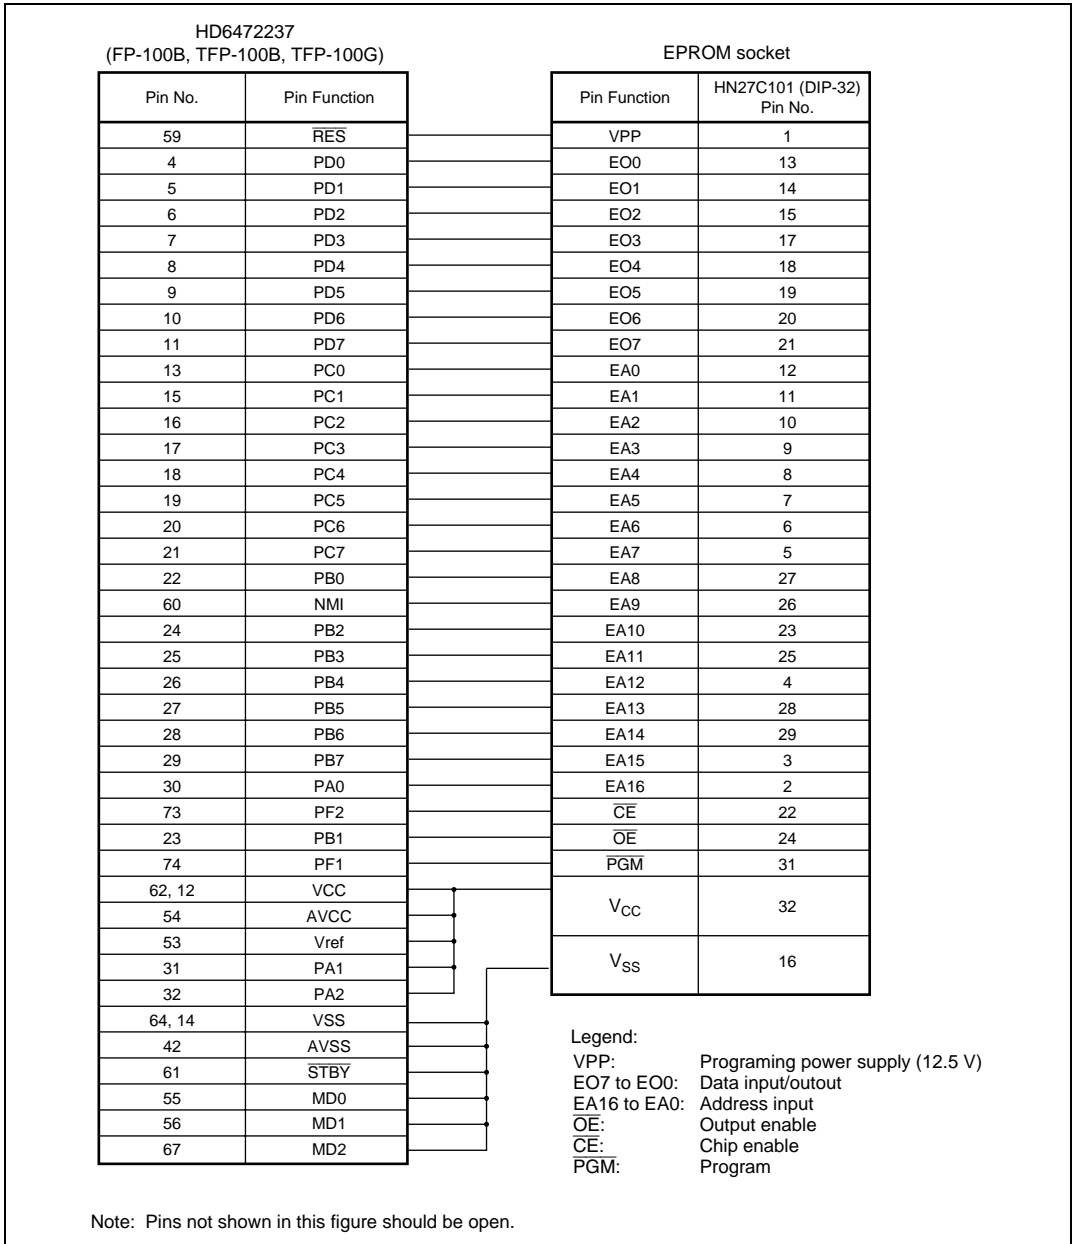 HD6472237
(FP-100B, TFP-100B, TFP-100G)
EPROM socket
Pin No. Pin Function Pin Function HN27C101 (DIP-32) Pin No.
59 RES VPP 1
4 PD0 EO0 13
5 PD1 EO1 14
6 PD2 EO2 15
7 PD3 EO3 17
8 PD4 EO4 18
9 PD5 EO5 19
10 PD6 EO6 20
11 PD7 EO7 21
13 PC0 EA0 12
15 PC1 EA1 11
16 PC2 EA2 10
17 PC3 EA3 9
18 PC4 EA4 8
19 PC5 EA5 7
20 PC6 EA6 6
21 PC7 EA7 5
22 PB0 EA8 27
60 NMI EA9 26
24 PB2 EA10 23
25 PB3 EA11 25
26 PB4 EA12 4
27 PB5 EA13 28
28 PB6 EA14 29
29 PB7 EA15 3
30 PA0 EA16 2
73 PF2 CE 22
23 PB1 OE 24
74 PF1 PGM 31
62, 12 VCC
54 AVCC
VCC 32
53 Vref
31 PA1
VSS 16
32 PA2
64, 14 VSS
42 AVSS
61 STBY
55 MD0
56 MD1
67 MD2
Legend:
VPP: Programing power supply (12.5 V)
EO7 to EO0: Data input/outout
EA16 to EA0: Address input
OE: Output enable
CE: Chip enable
PGM: Program
Note: Pins not shown in this figure should be open.